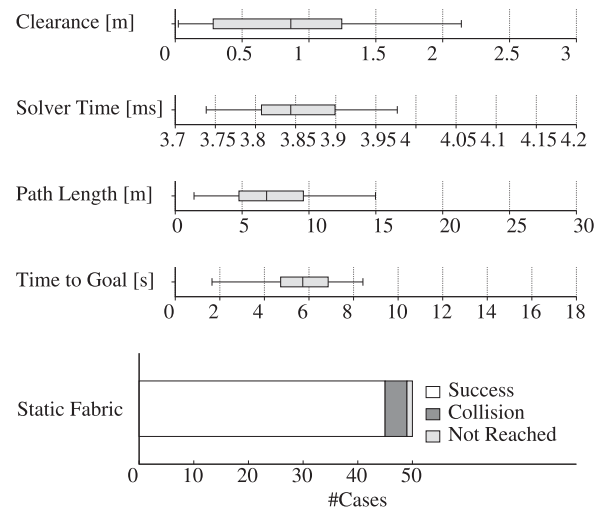 Clearance [m]
0 0.5 1 1.5 2 2.5 3
Solver Time [ms]
3.7 3.75 3.8 3.85 3.9 3.95 4 4.05 4.1 4.15 4.2
Path Length [m]
0 5 10 15 20 25 30
Time to Goal [s]
0 2 4 6 8 10 12 14 16 18
Success
Static Fabric
Collision
Not Reached
0 10 20 30 40 50
#Cases